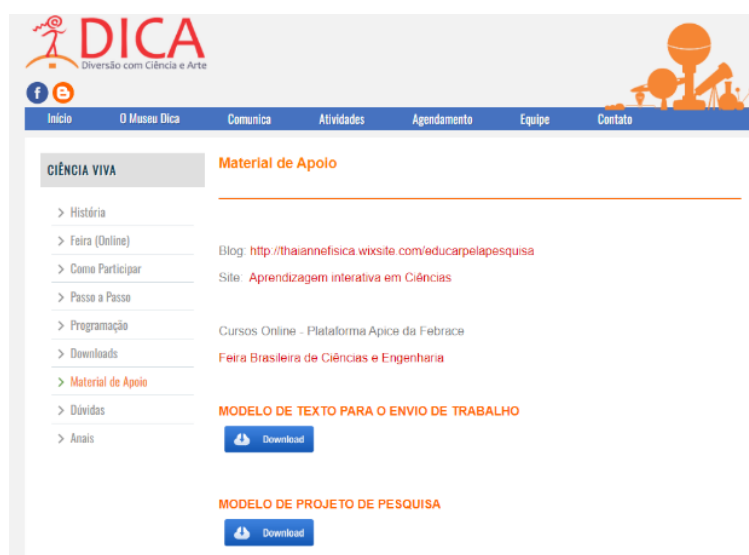 DICA
Diversão com Ciência e Arte
Início O Museu Dica Comunica Atividades Agendamento Equipe Contato
CIÊNCIA VIVA
História
Feira (Online)
Como Participar
Passo a Passo
Programação
Downloads
Material de Apoio
Dúvidas
Anais
Material de Apoio
Blog: http://thaiannefisica.wixsite.com/educarpelapesquisa
Site: Aprendizagem interativa em Ciências
Cursos Online - Plataforma Apice da Febrace
Feira Brasileira de Ciências e Engenharia
MODELO DE TEXTO PARA O ENVIO DE TRABALHO
Download
MODELO DE PROJETO DE PESQUISA
Download